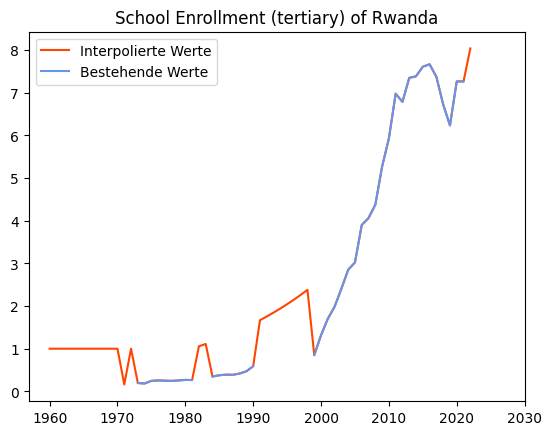 School Enrollment (tertiary) of Rwanda
Interpolierte Werte
Bestehende Werte
8
7
6
5
4
3
2
1
0
1960 1970 1980 1990 2000 2010 2020 2030